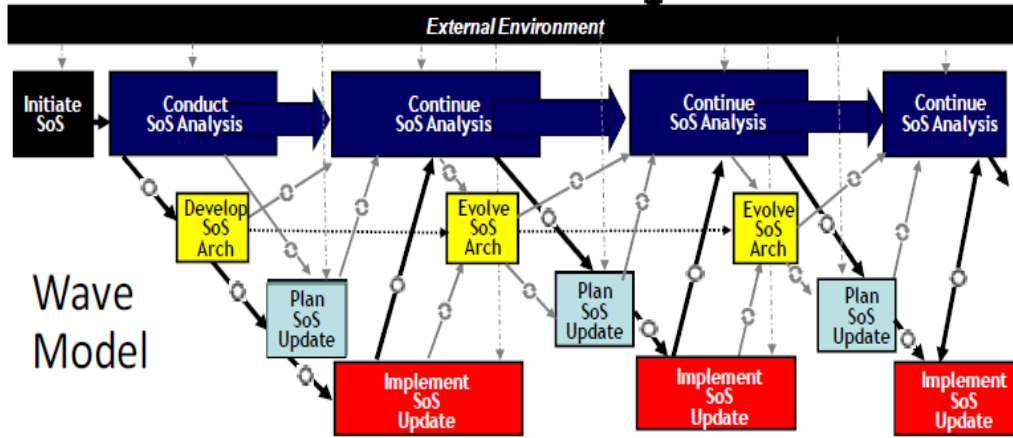 External Environment
Initiate
SoS
Conduct
SoS Analysis
Continue
SoS Analysis
Continue
SoS Analysis
Continue
SoS Analysis
Develop
SoS
Arch
Evolve
SoS
Arch
Evolve
SoS
Arch
Plan
SoS
Update
Plan
SoS
Update
Plan
SoS
Update
Implement
SoS
Update
Implement
SoS
Update
Implement
SoS
Update
Wave
Model